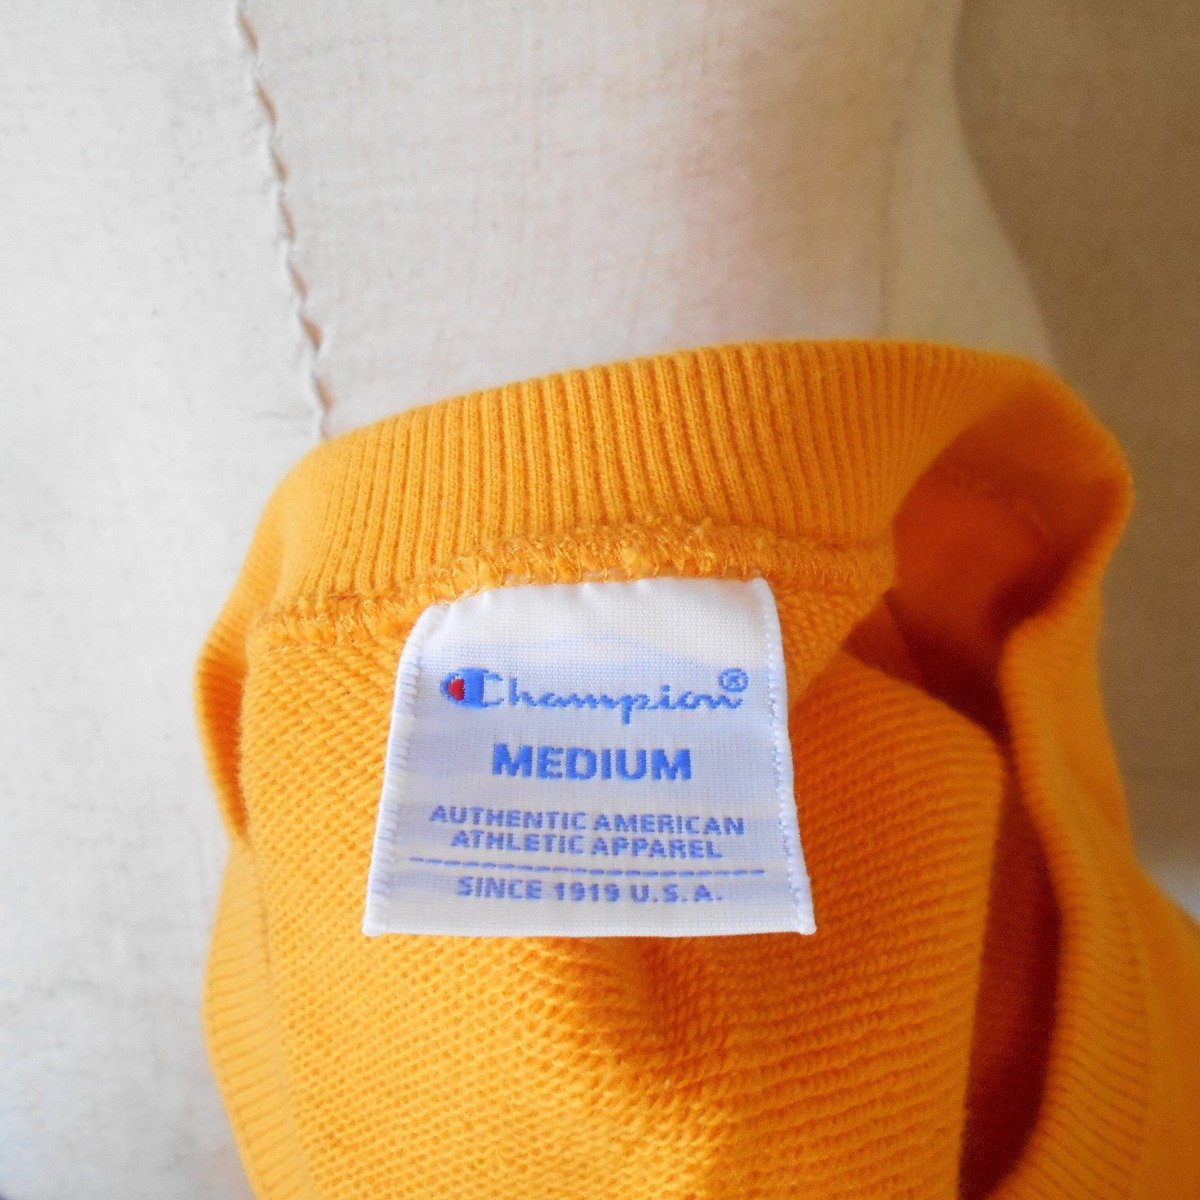 Champion®
MEDIUM
AUTHENTIC AMERICAN
ATHLETIC APPAREL
SINCE 1919 U.S.A.